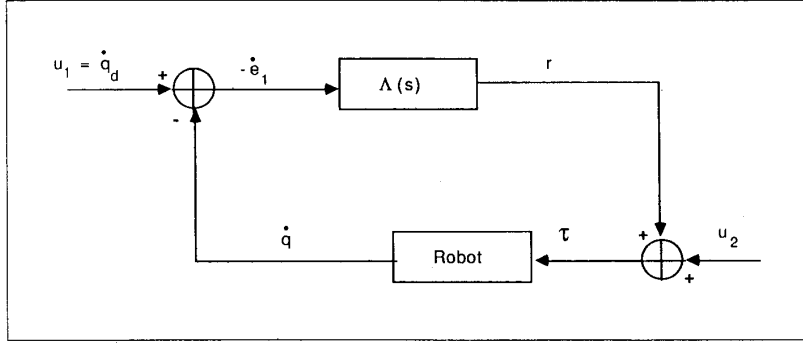 u₁ = q̇_d
+
-
- ė₁
Λ (s)
r
q̇
Robot
τ
+
u₂
+